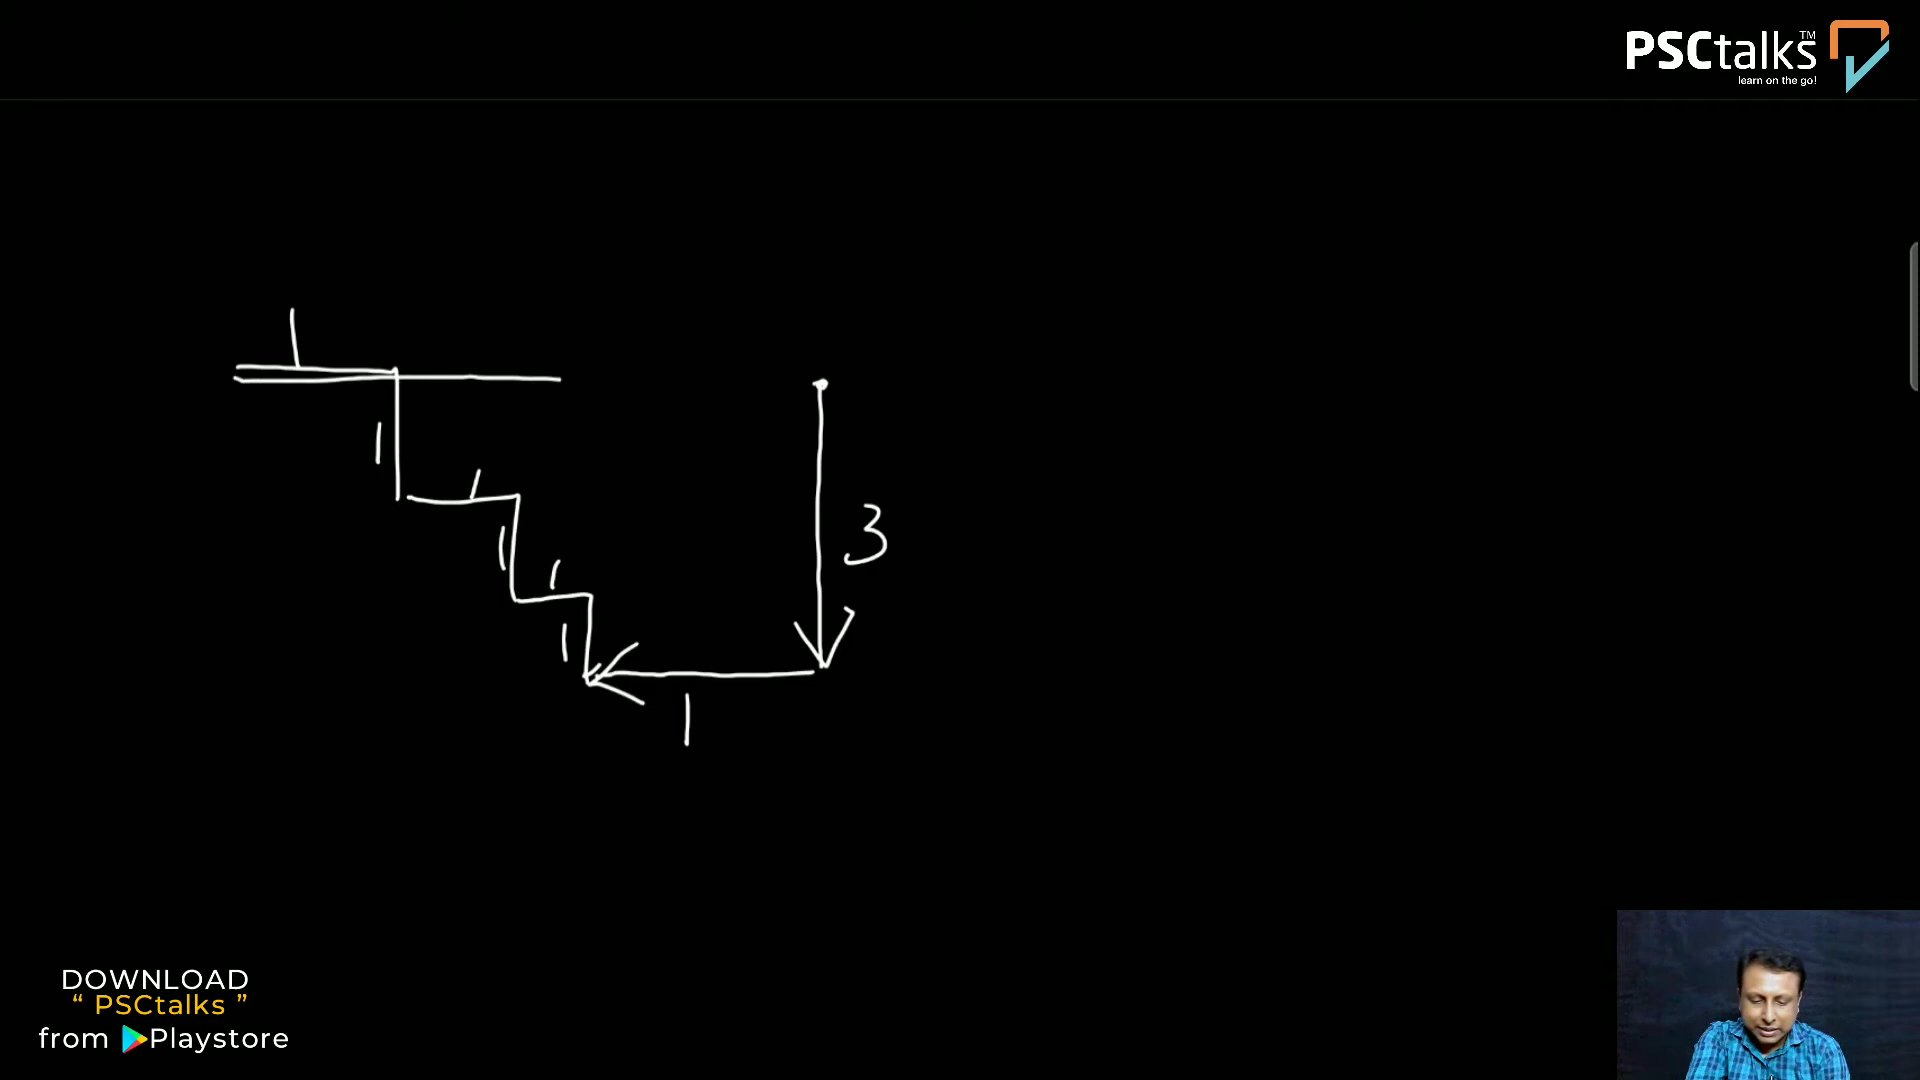 PSCtalks™
learn on the go!
1
1
1
1
1
1
3
1
DOWNLOAD
“ PSCtalks ”
from Playstore